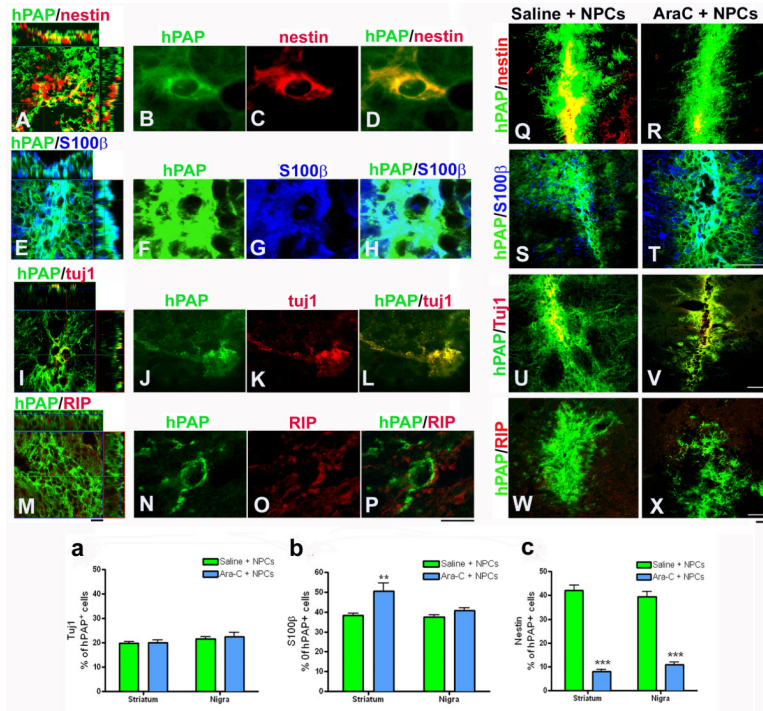 hPAP/nestin
A
hPAP
B
nestin
C
hPAP/nestin
D
hPAP/S100β
E
hPAP
F
S100β
G
hPAP/S100β
H
hPAP/tuj1
I
hPAP
J
tuj1
K
hPAP/tuj1
L
hPAP/RIP
M
hPAP
N
RIP
O
hPAP/RIP
P
Saline + NPCs
AraC + NPCs
hPAP/nestin
Q
R
hPAP/S100β
S
T
hPAP/Tuj1
U
V
hPAP/RIP
W
X
a
Saline + NPCs
Ara-C + NPCs
Tuj1
% of hPAP+ cells
50
40
30
20
10
0
Striatum
Nigra
b
Saline + NPCs
Ara-C + NPCs
S100β
% 0f hPAP+ cells
60
50
40
30
20
10
0
**
Striatum
Nigra
c
Saline + NPCs
Ara-C + NPCs
Nestin
% of hPAP+ cells
50
40
30
20
10
0
***
***
Striatum
Nigra